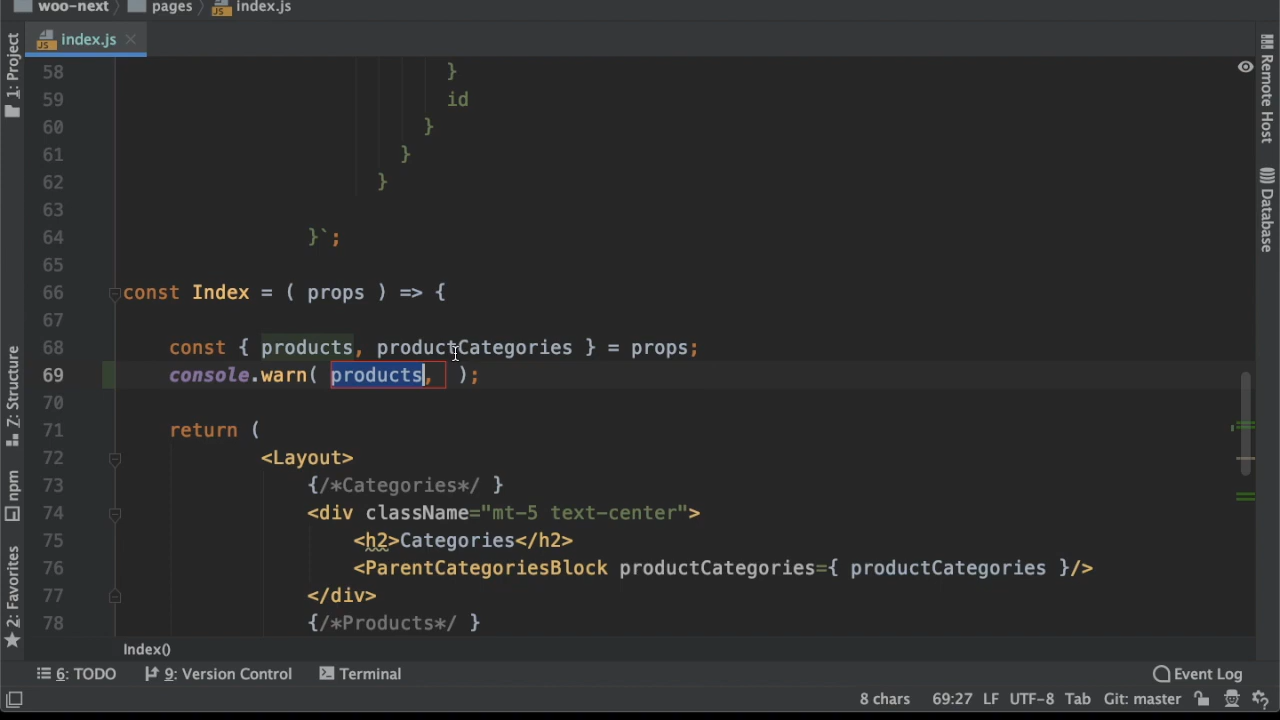 woo-next pages index.js
index.js
1: Project
Z: Structure
npm
2: Favorites
Remote Host
Database
58 }
59 id
60 }
61 }
62 }
63
64 }`;
65
66 const Index = ( props ) => {
67
68 const { products, productCategories } = props;
69 console.warn( products, );
70
71 return (
72 <Layout>
73 {/*Categories*/ }
74 <div className="mt-5 text-center">
75 <h2>Categories</h2>
76 <ParentCategoriesBlock productCategories={ productCategories }/>
77 </div>
78 {/*Products*/ }
Index()
6: TODO 9: Version Control Terminal Event Log
8 chars 69:27 LF UTF-8 Tab Git: master